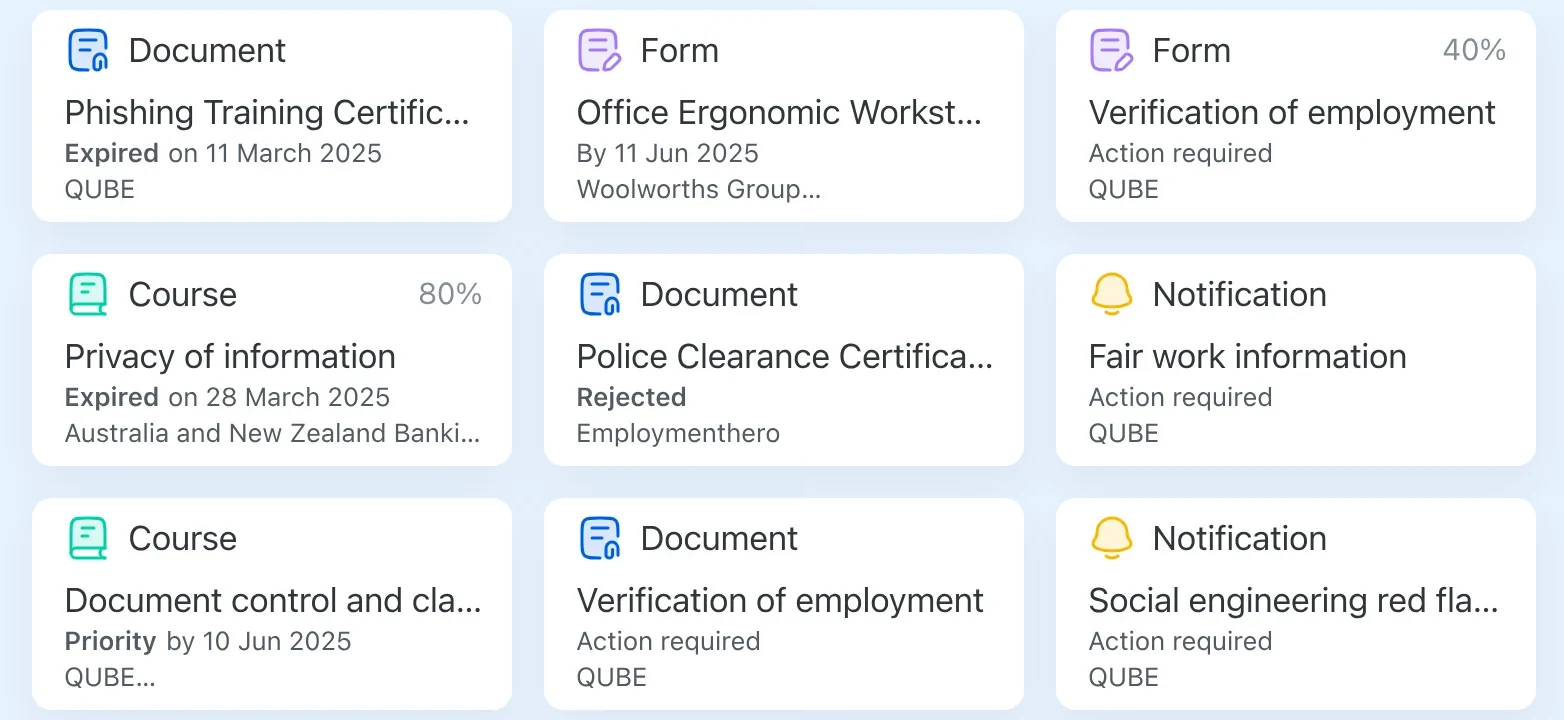 Document
Phishing Training Certific...
Expired on 11 March 2025
QUBE
Form
Office Ergonomic Workst...
By 11 Jun 2025
Woolworths Group...
Form
40%
Verification of employment
Action required
QUBE
Course
80%
Privacy of information
Expired on 28 March 2025
Australia and New Zealand Banki...
Document
Police Clearance Certifica...
Rejected
Employmenthero
Notification
Fair work information
Action required
QUBE
Course
Document control and cla...
Priority by 10 Jun 2025
QUBE...
Document
Verification of employment
Action required
QUBE
Notification
Social engineering red fla...
Action required
QUBE